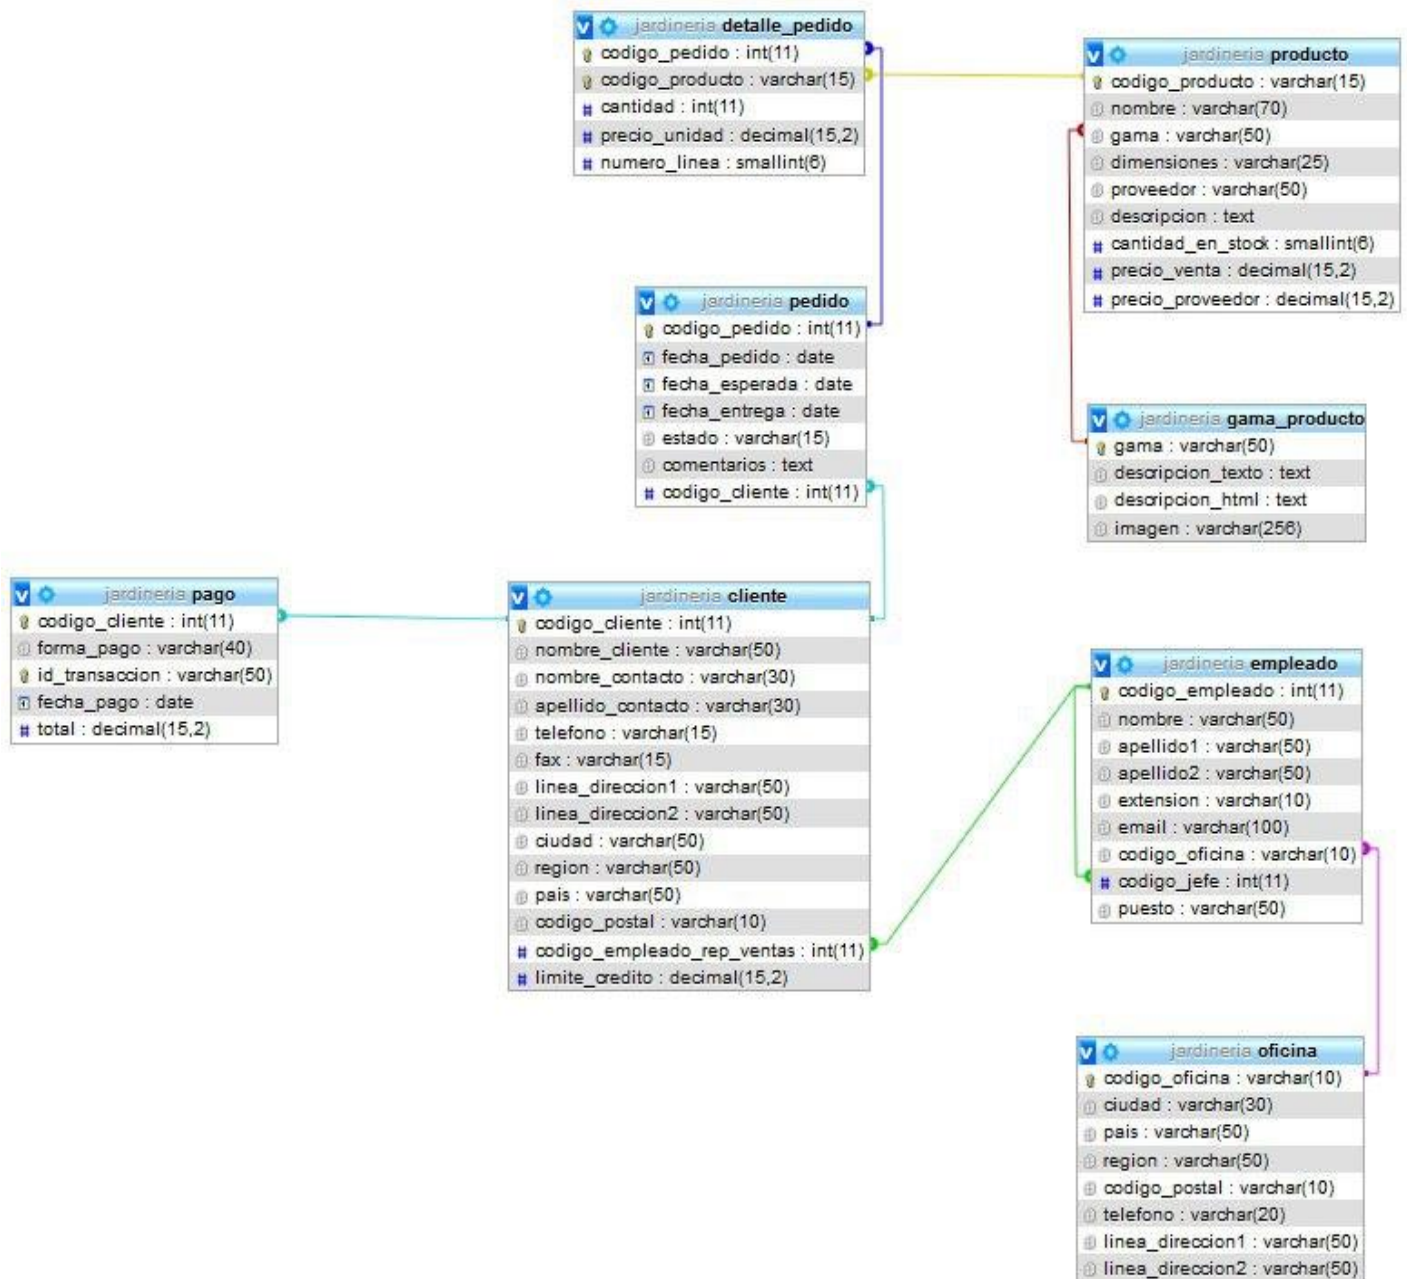 jardineria detalle_pedido
codigo_pedido : int(11)
codigo_producto : varchar(15)
cantidad : int(11)
precio_unidad : decimal(15,2)
numero_linea : smallint(6)
jardineria producto
codigo_producto : varchar(15)
nombre : varchar(70)
gama : varchar(50)
dimensiones : varchar(25)
proveedor : varchar(50)
descripcion : text
cantidad_en_stock : smallint(6)
precio_venta : decimal(15,2)
precio_proveedor : decimal(15,2)
jardineria pedido
codigo_pedido : int(11)
fecha_pedido : date
fecha_esperada : date
fecha_entrega : date
estado : varchar(15)
comentarios : text
codigo_cliente : int(11)
jardineria gama_producto
gama : varchar(50)
descripcion_texto : text
descripcion_html : text
imagen : varchar(256)
jardineria pago
codigo_cliente : int(11)
forma_pago : varchar(40)
id_transaccion : varchar(50)
fecha_pago : date
total : decimal(15,2)
jardineria cliente
codigo_cliente : int(11)
nombre_cliente : varchar(50)
nombre_contacto : varchar(30)
apellido_contacto : varchar(30)
telefono : varchar(15)
fax : varchar(15)
linea_direccion1 : varchar(50)
linea_direccion2 : varchar(50)
ciudad : varchar(50)
region : varchar(50)
pais : varchar(50)
codigo_postal : varchar(10)
codigo_empleado_rep_ventas : int(11)
limite_credito : decimal(15,2)
jardineria empleado
codigo_empleado : int(11)
nombre : varchar(50)
apellido1 : varchar(50)
apellido2 : varchar(50)
extension : varchar(10)
email : varchar(100)
codigo_oficina : varchar(10)
codigo_jefe : int(11)
puesto : varchar(50)
jardineria oficina
codigo_oficina : varchar(10)
ciudad : varchar(30)
pais : varchar(50)
region : varchar(50)
codigo_postal : varchar(10)
telefono : varchar(20)
linea_direccion1 : varchar(50)
linea_direccion2 : varchar(50)